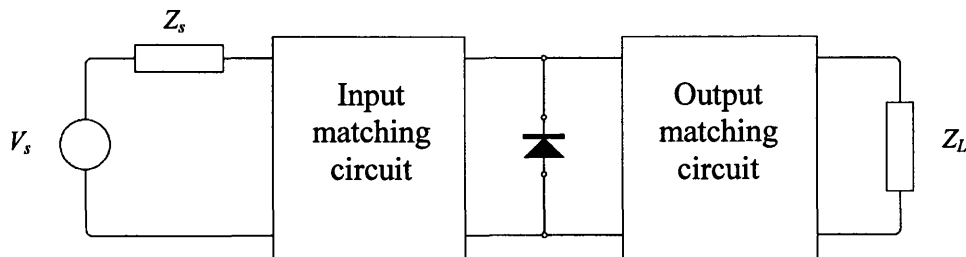 Z_s
Input
matching
circuit
Output
matching
circuit
V_s
Z_L